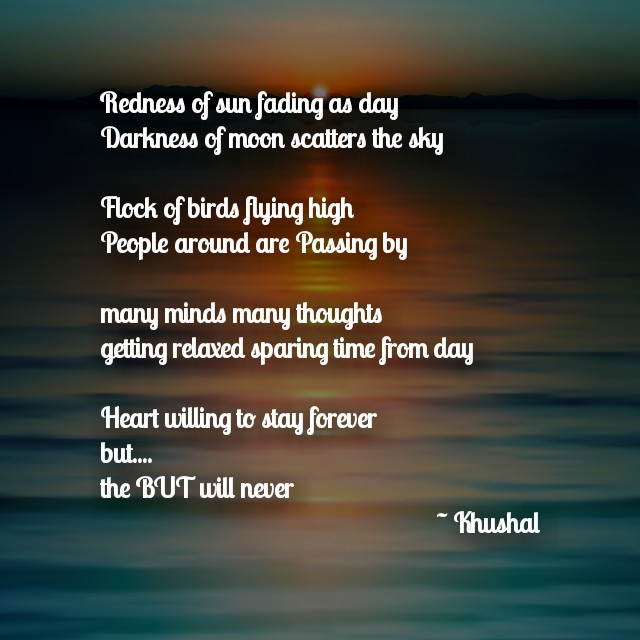 Redness of sun fading as day
Darkness of moon scatters the sky
Flock of birds flying high
People around are Passing by
many minds many thoughts
getting relaxed sparing time from day
Heart willing to stay forever
but....
the BUT will never
~ Khushal